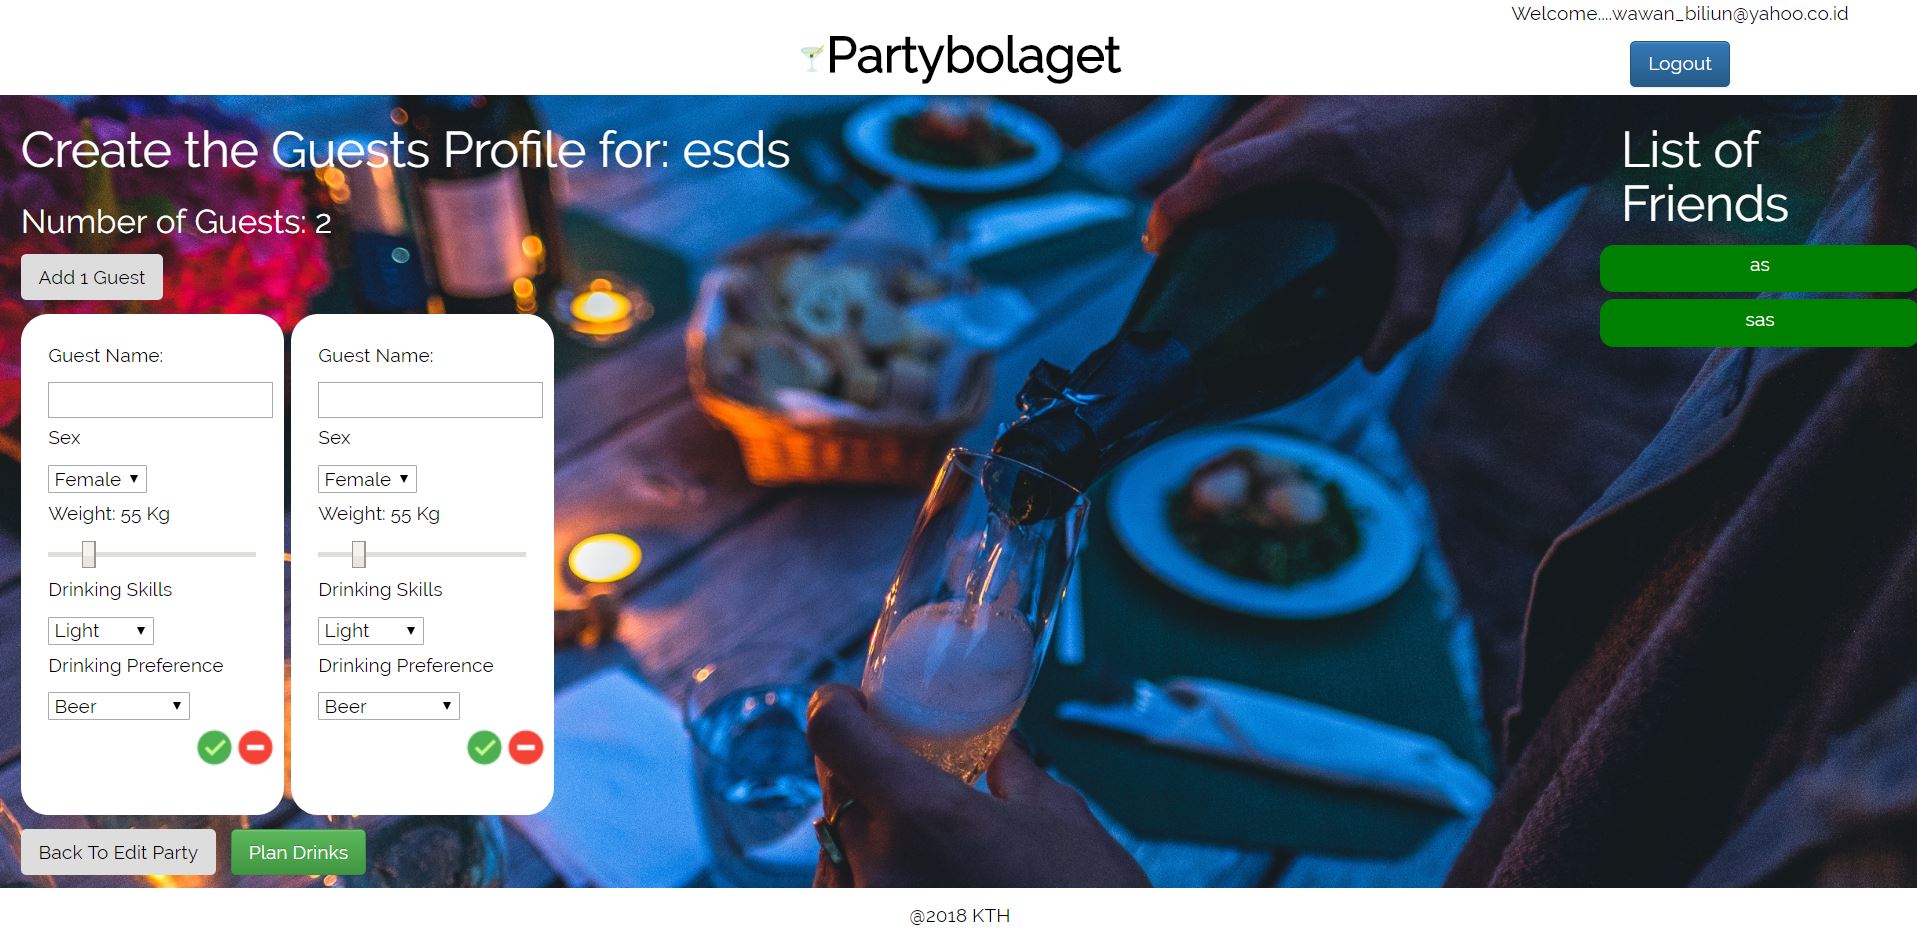 Welcome....wawan_biliun@yahoo.co.id
Partybolaget
Logout
Create the Guests Profile for: esds
Number of Guests: 2
Add 1 Guest
Guest Name:
Sex
Female
Weight: 55 Kg
Drinking Skills
Light
Drinking Preference
Beer
Guest Name:
Sex
Female
Weight: 55 Kg
Drinking Skills
Light
Drinking Preference
Beer
Back To Edit Party
Plan Drinks
List of
Friends
as
sas
@2018 KTH